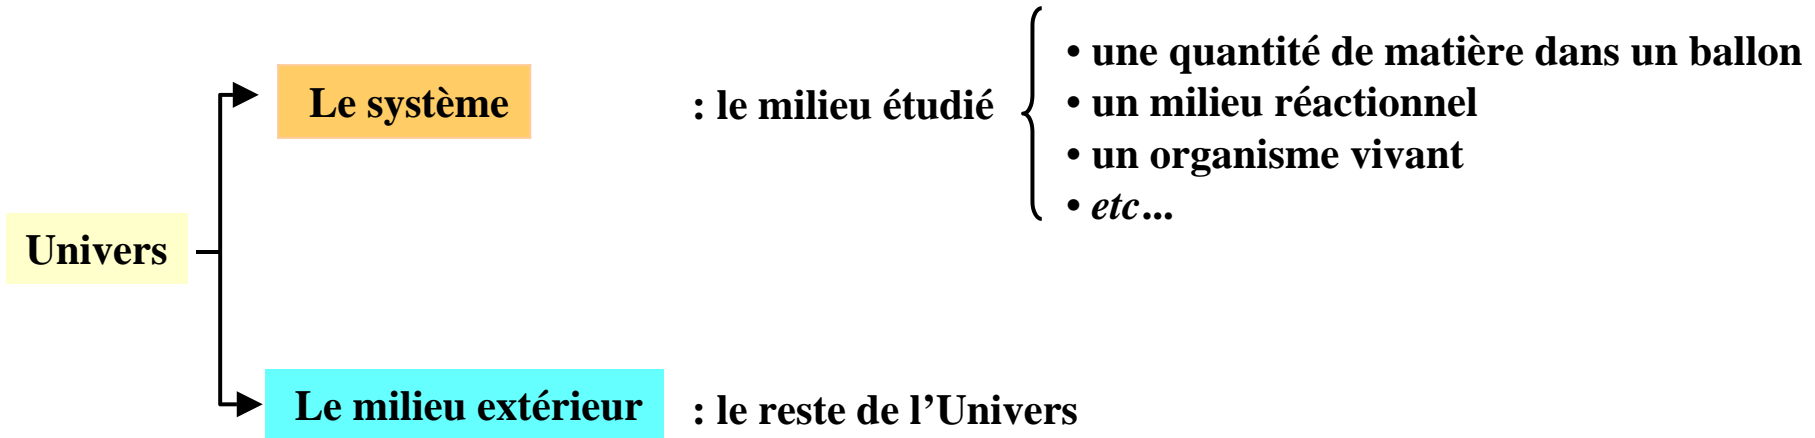 Le système : le milieu étudié
• une quantité de matière dans un ballon
• un milieu réactionnel
• un organisme vivant
• etc...
Univers
Le milieu extérieur : le reste de l’Univers